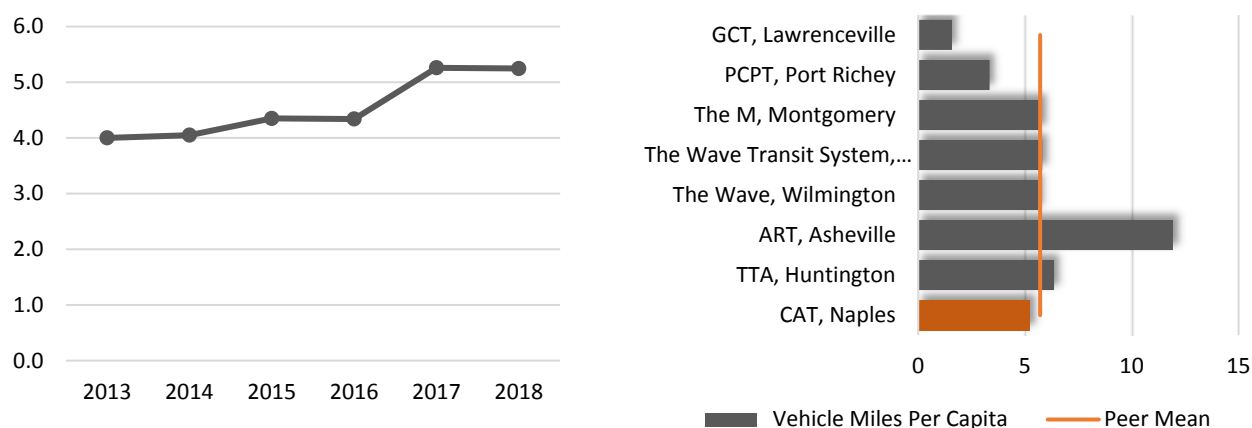 6.0
5.0
4.0
3.0
2.0
1.0
0.0
2013 2014 2015 2016 2017 2018
GCT, Lawrenceville
PCPT, Port Richey
The M, Montgomery
The Wave Transit System,...
The Wave, Wilmington
ART, Asheville
TTA, Huntington
CAT, Naples
0 5 10 15
Vehicle Miles Per Capita Peer Mean